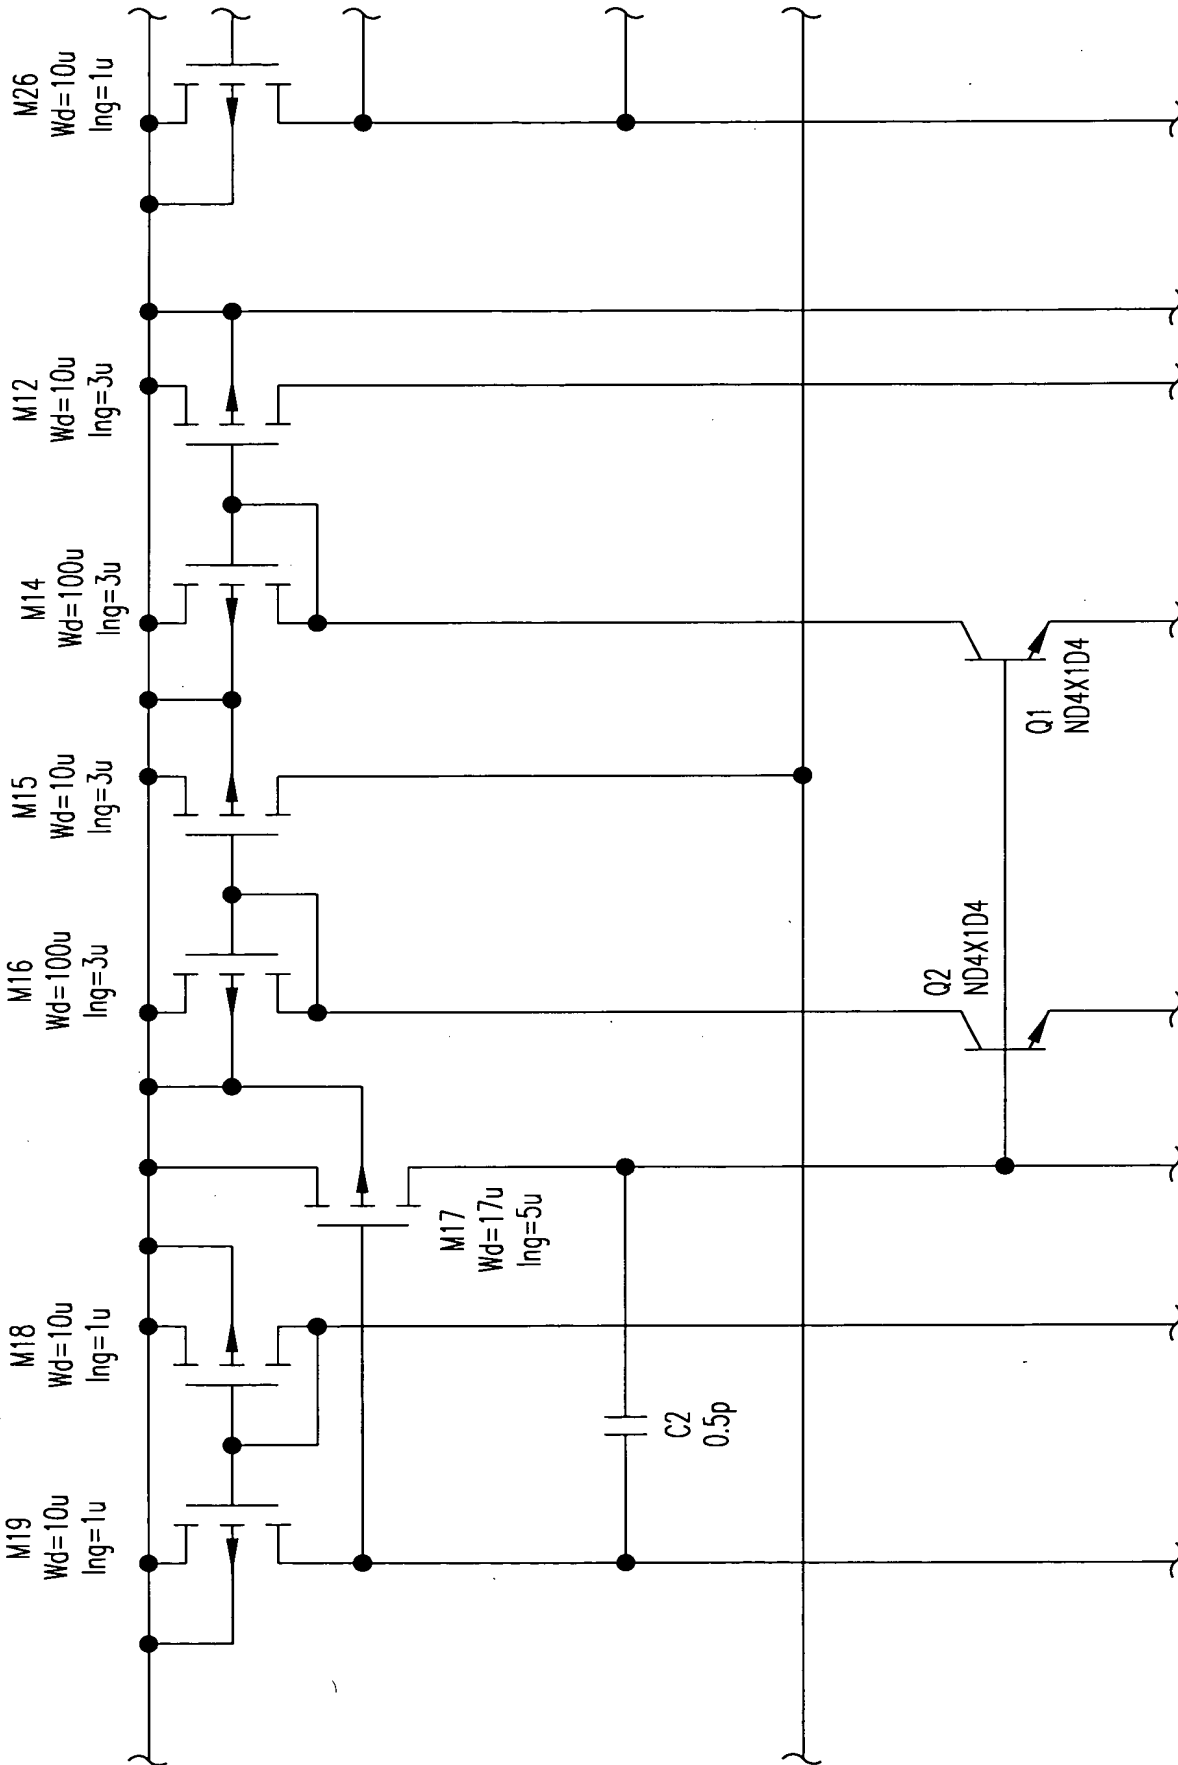 M19
Wd=10u
lng=1u
M18
Wd=10u
lng=1u
M17
Wd=17u
lng=5u
M16
Wd=100u
lng=3u
M15
Wd=10u
lng=3u
M14
Wd=100u
lng=3u
M12
Wd=10u
lng=3u
M26
Wd=10u
lng=1u
C2
0.5p
Q2
ND4X1D4
Q1
ND4X1D4